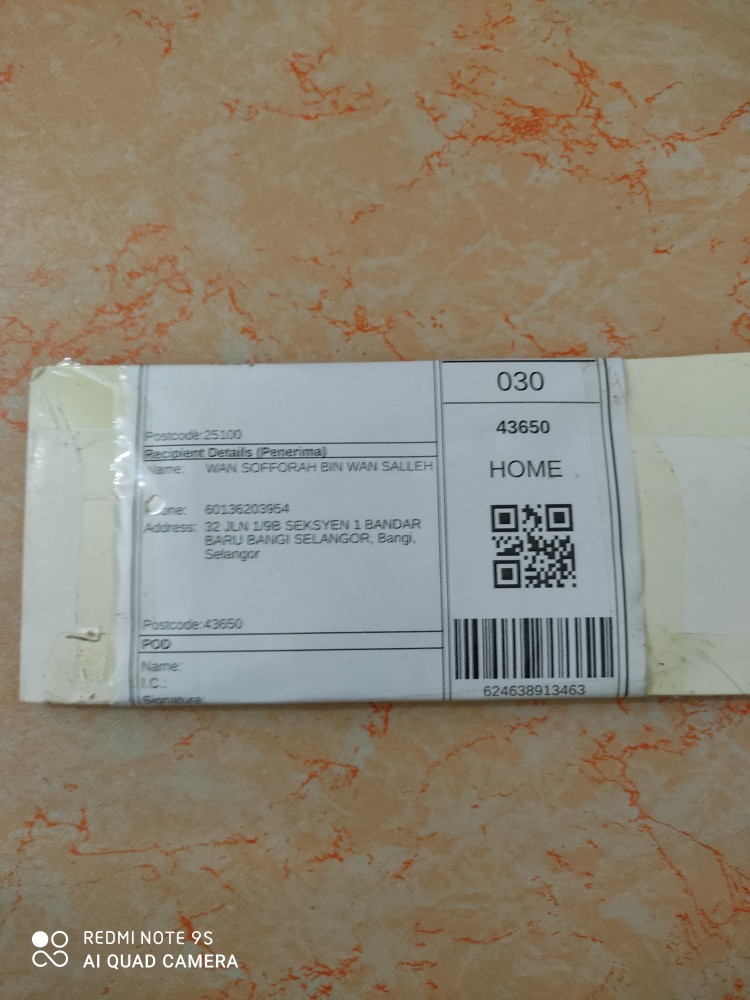 Postcode:25100
Recipient Details (Penerima)
Name: WAN SOFFORAH BIN WAN SALLEH
one: 60136203954
Address: 32 JLN 1/9B SEKSYEN 1 BANDAR
BARU BANGI SELANGOR, Bangi,
Selangor
Postcode:43650
POD
Name:
I.C.:
Signature:
030
43650
HOME
624638913463
REDMI NOTE 9S
AI QUAD CAMERA